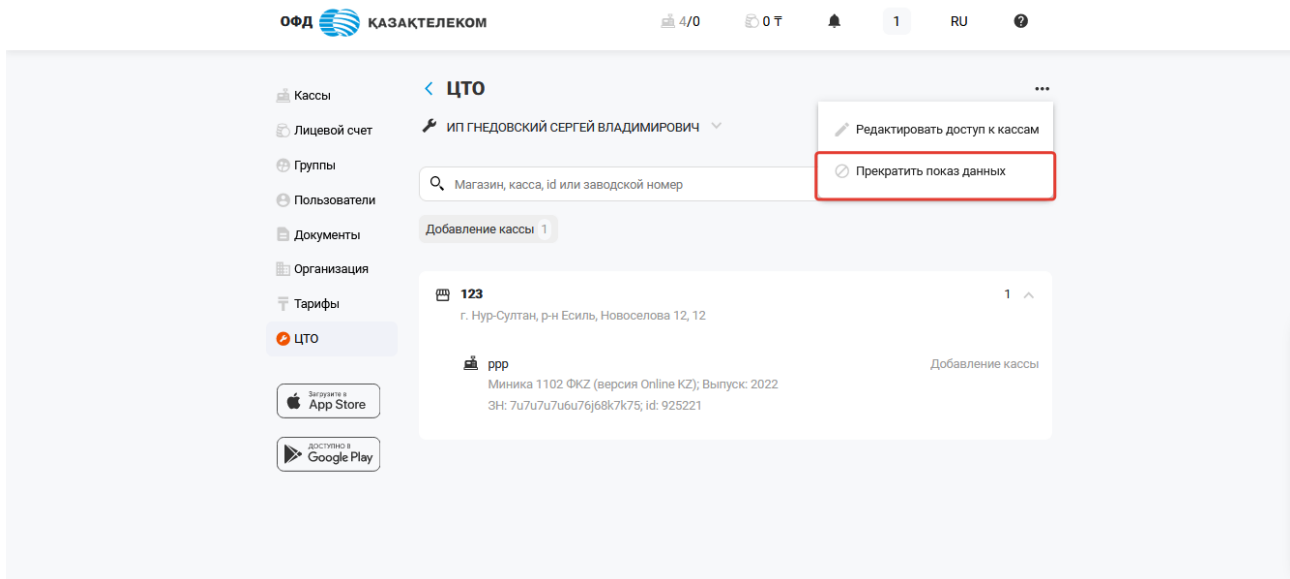 ОФД ҚАЗАҚТЕЛЕКОМ 4/0 0 ₸ 1 RU
Кассы
Лицевой счет
Группы
Пользователи
Документы
Организация
Тарифы
ЦТО
Загрузите в
App Store
ДОСТУПНО В
Google Play
ЦТО
ИП ГНЕДОВСКИЙ СЕРГЕЙ ВЛАДИМИРОВИЧ
Редактировать доступ к кассам
Прекратить показ данных
Магазин, касса, id или заводской номер
Добавление кассы 1
123 1
г. Нур-Султан, р-н Есиль, Новоселова 12, 12
ppp Добавление кассы
Миника 1102 ФKZ (версия Online KZ); Выпуск: 2022
ЗН: 7u7u7u7u6u76j68k7k75; id: 925221